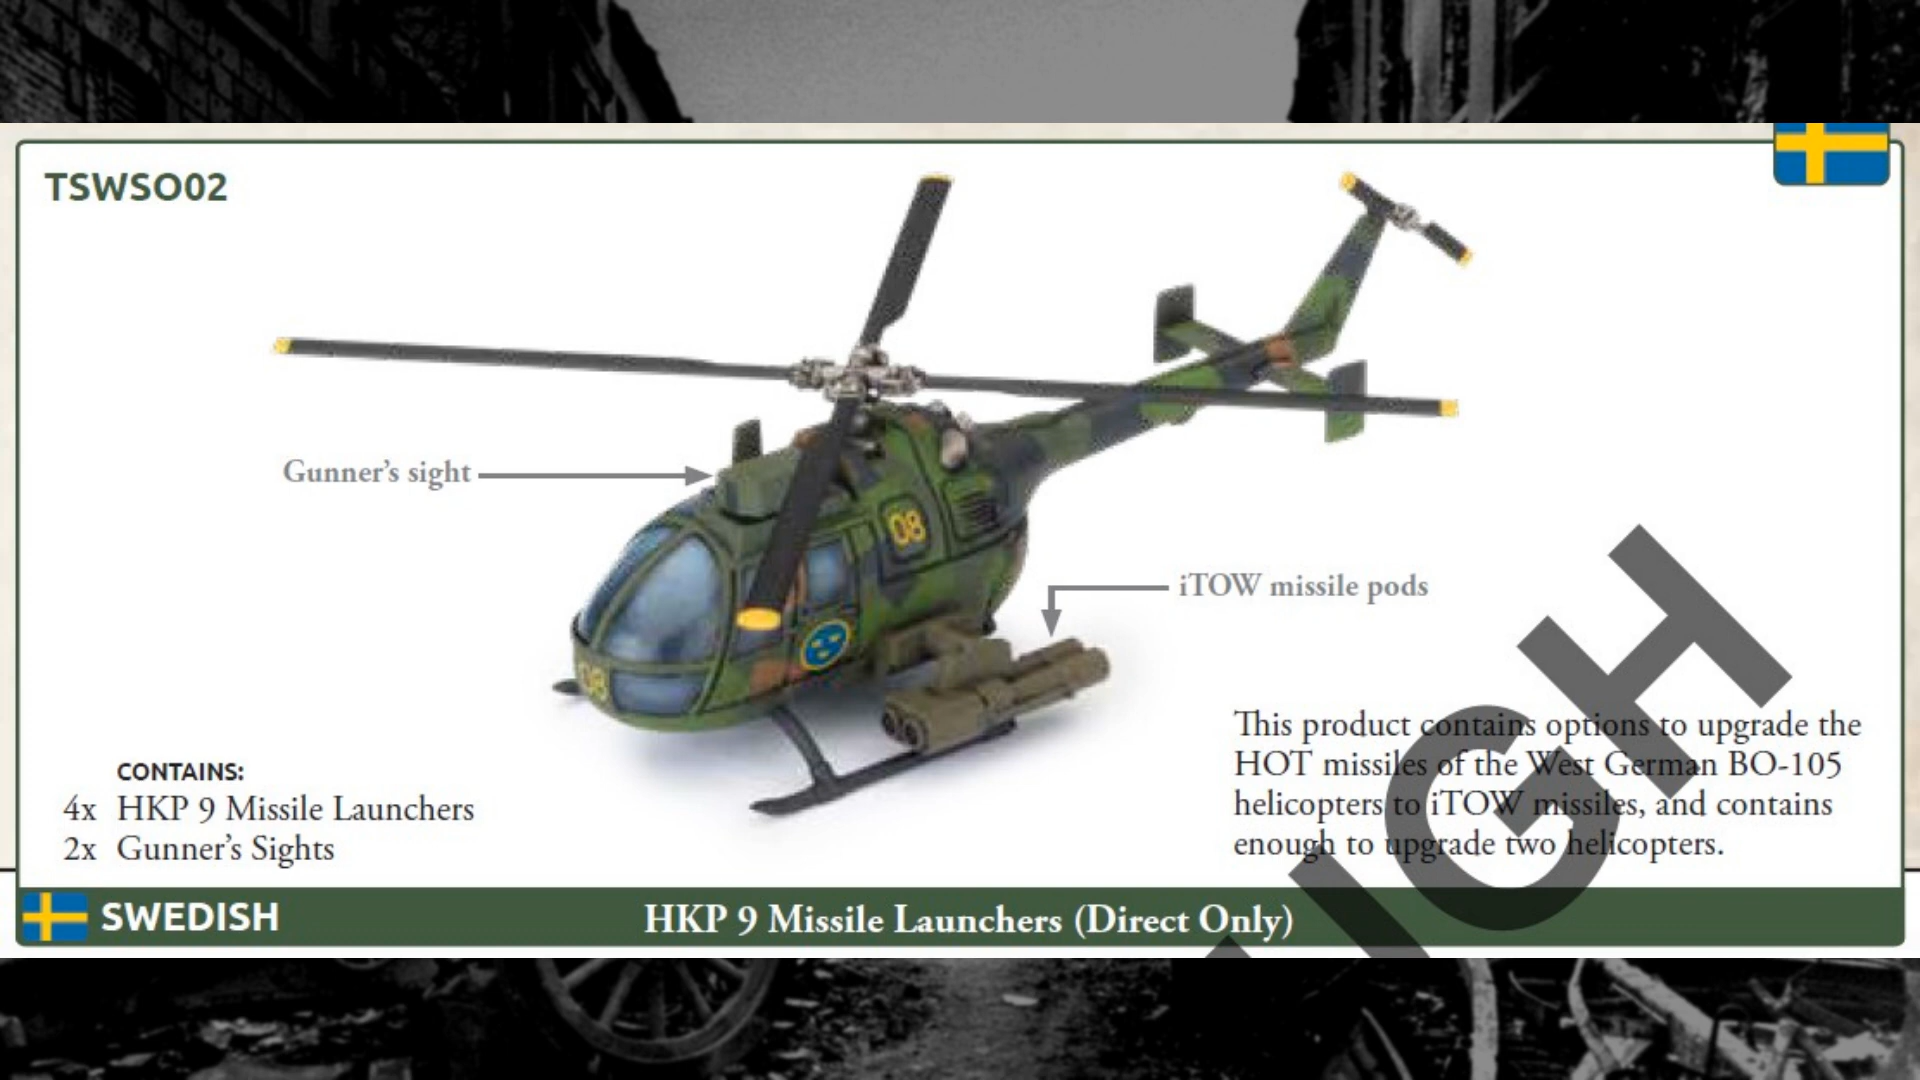 TSWSO02
Gunner's sight
iTOW missile pods
This product contains options to upgrade the
HOT missiles of the West German BO-105
helicopters to iTOW missiles, and contains
enough to upgrade two helicopters.
CONTAINS:
4x HKP 9 Missile Launchers
2x Gunner's Sights
08
08
SWEDISH
HKP 9 Missile Launchers (Direct Only)